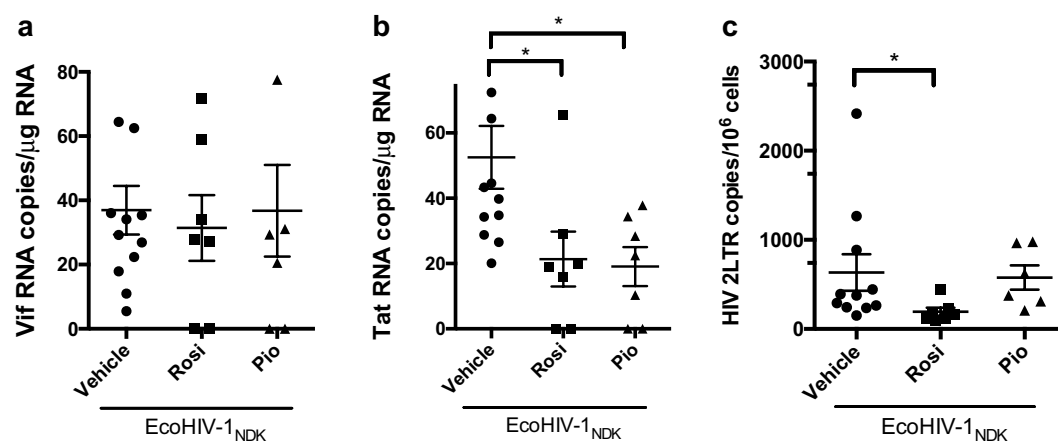 a
Vif RNA copies/μg RNA
80
60
40
20
0
Vehicle
Rosi
Pio
EcoHIV-1NDK
b
Tat RNA copies/μg RNA
*
*
60
40
20
0
Vehicle
Rosi
Pio
EcoHIV-1NDK
c
HIV 2LTR copies/10⁶ cells
*
3000
2000
1000
0
Vehicle
Rosi
Pio
EcoHIV-1NDK